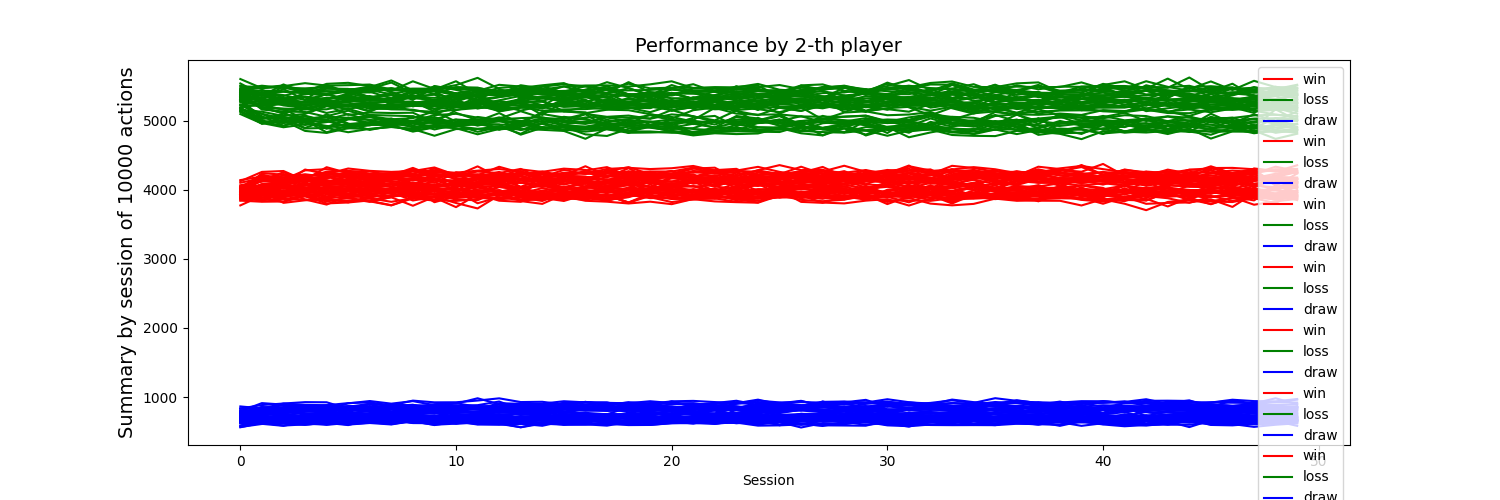 Performance by 2-th player
Summary by session of 10000 actions
5000
4000
3000
2000
1000
0
10
20
30
40
50
Session
win
loss
draw
win
loss
draw
win
loss
draw
win
loss
draw
win
loss
draw
win
loss
draw
win
loss
draw